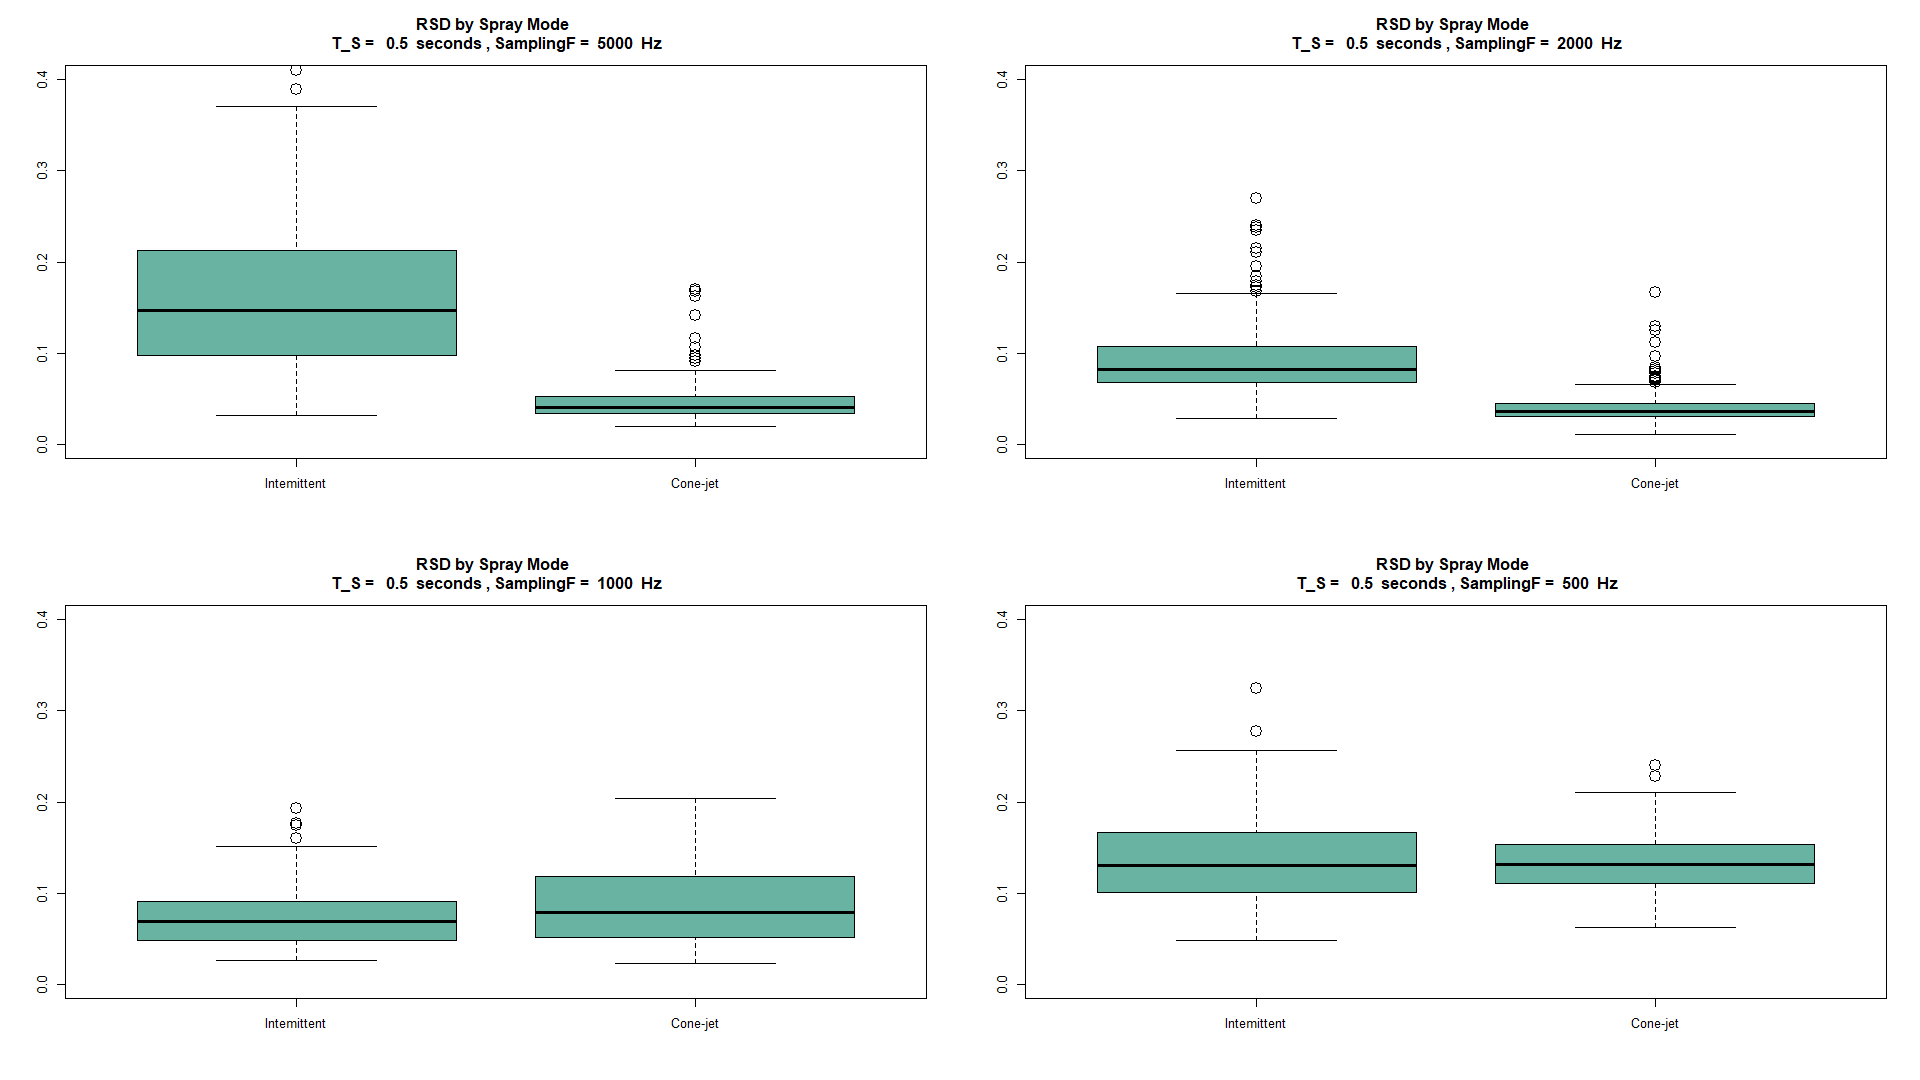 RSD by Spray Mode
T_S = 0.5 seconds , SamplingF = 5000 Hz
0.4
0.3
0.2
0.1
0.0
Intemittent Cone-jet
RSD by Spray Mode
T_S = 0.5 seconds , SamplingF = 2000 Hz
0.4
0.3
0.2
0.1
0.0
Intemittent Cone-jet
RSD by Spray Mode
T_S = 0.5 seconds , SamplingF = 1000 Hz
0.4
0.3
0.2
0.1
0.0
Intemittent Cone-jet
RSD by Spray Mode
T_S = 0.5 seconds , SamplingF = 500 Hz
0.4
0.3
0.2
0.1
0.0
Intemittent Cone-jet